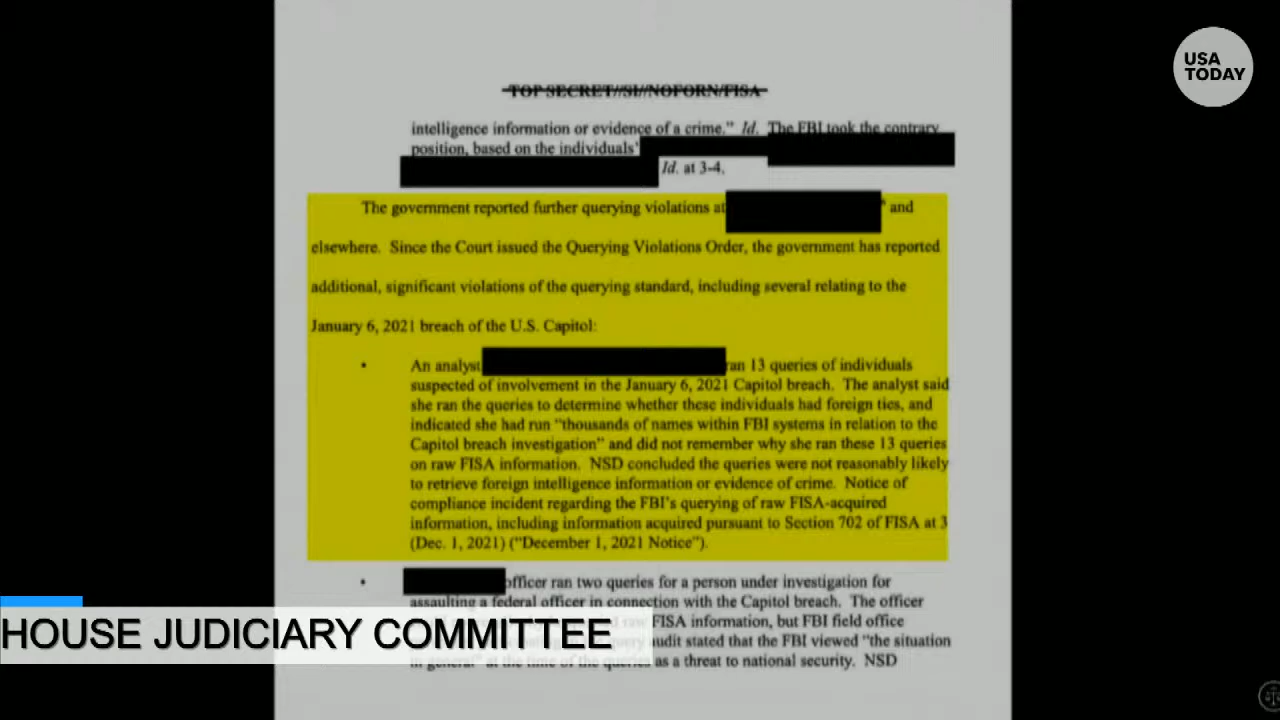 USA
TODAY
TOP SECRET//SI//NOFORN/FISA
intelligence information or evidence of a crime." Id. The FBI took the contrary
position, based on the individuals'
Id. at 3-4.
The government reported further querying violations at and
elsewhere. Since the Court issued the Querying Violations Order, the government has reported
additional, significant violations of the querying standard, including several relating to the
January 6, 2021 breach of the U.S. Capitol:
• An analyst ran 13 queries of individuals
suspected of involvement in the January 6, 2021 Capitol breach. The analyst said
she ran the queries to determine whether these individuals had foreign ties, and
indicated she had run "thousands of names within FBI systems in relation to the
Capitol breach investigation" and did not remember why she ran these 13 queries
on raw FISA information. NSD concluded the queries were not reasonably likely
to retrieve foreign intelligence information or evidence of crime. Notice of
compliance incident regarding the FBI's querying of raw FISA-acquired
information, including information acquired pursuant to Section 702 of FISA at 3
(Dec. 1, 2021) ("December 1, 2021 Notice").
• officer ran two queries for a person under investigation for
assaulting a federal officer in connection with the Capitol breach. The officer
FISA information, but FBI field office
audit stated that the FBI viewed "the situation
in general" at the time of the queries as a threat to national security. NSD
HOUSE JUDICIARY COMMITTEE